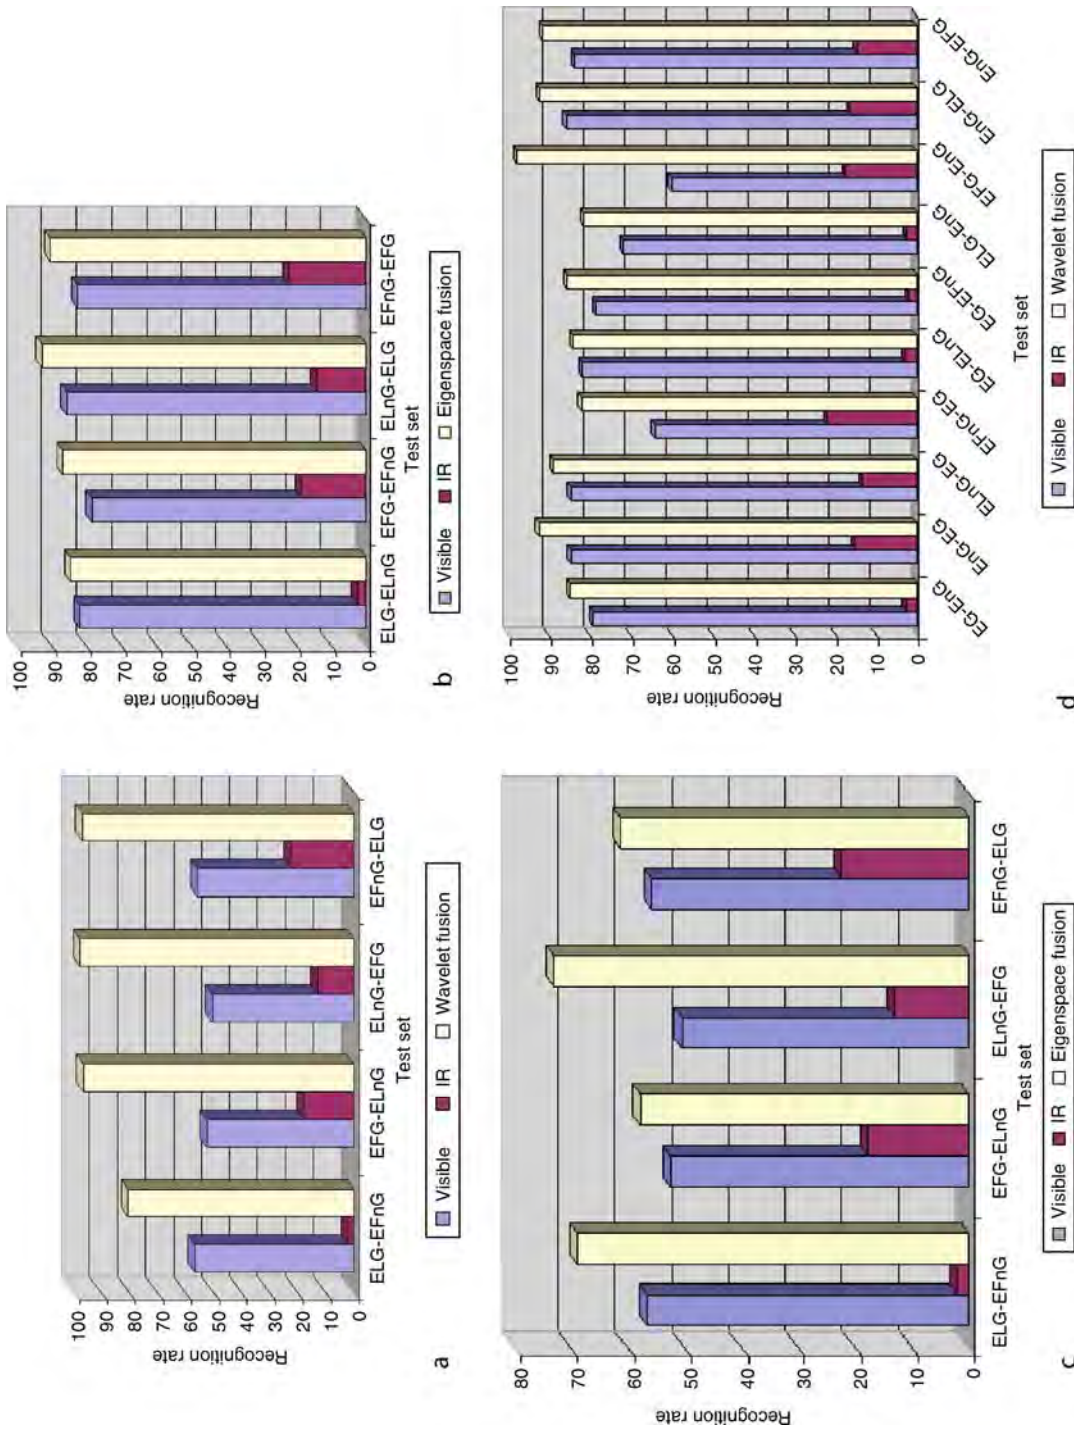 100
90
80
70
60
50
40
30
20
10
0
Recognition rate
ELG-EFnG
EFG-ELnG
ELnG-EFG
EFnG-ELG
Test set
Visible IR Wavelet fusion
a
100
90
80
70
60
50
40
30
20
10
0
Recognition rate
ELG-ELnG
EFG-EFnG
ELnG-ELG
EFnG-EFG
Test set
Visible IR Eigenspace fusion
b
80
70
60
50
40
30
20
10
0
Recognition rate
ELG-EFnG
EFG-ELnG
ELnG-EFG
EFnG-ELG
Test set
Visible IR Eigenspace fusion
c
100
90
80
70
60
50
40
30
20
10
0
Recognition rate
EG-EnG
EnG-EG
ELnG-EG
EFnG-EG
EG-ELnG
EG-EFnG
ELG-EnG
EFG-EnG
EnG-ELG
EnG-EFG
Test set
Visible IR Wavelet fusion
d